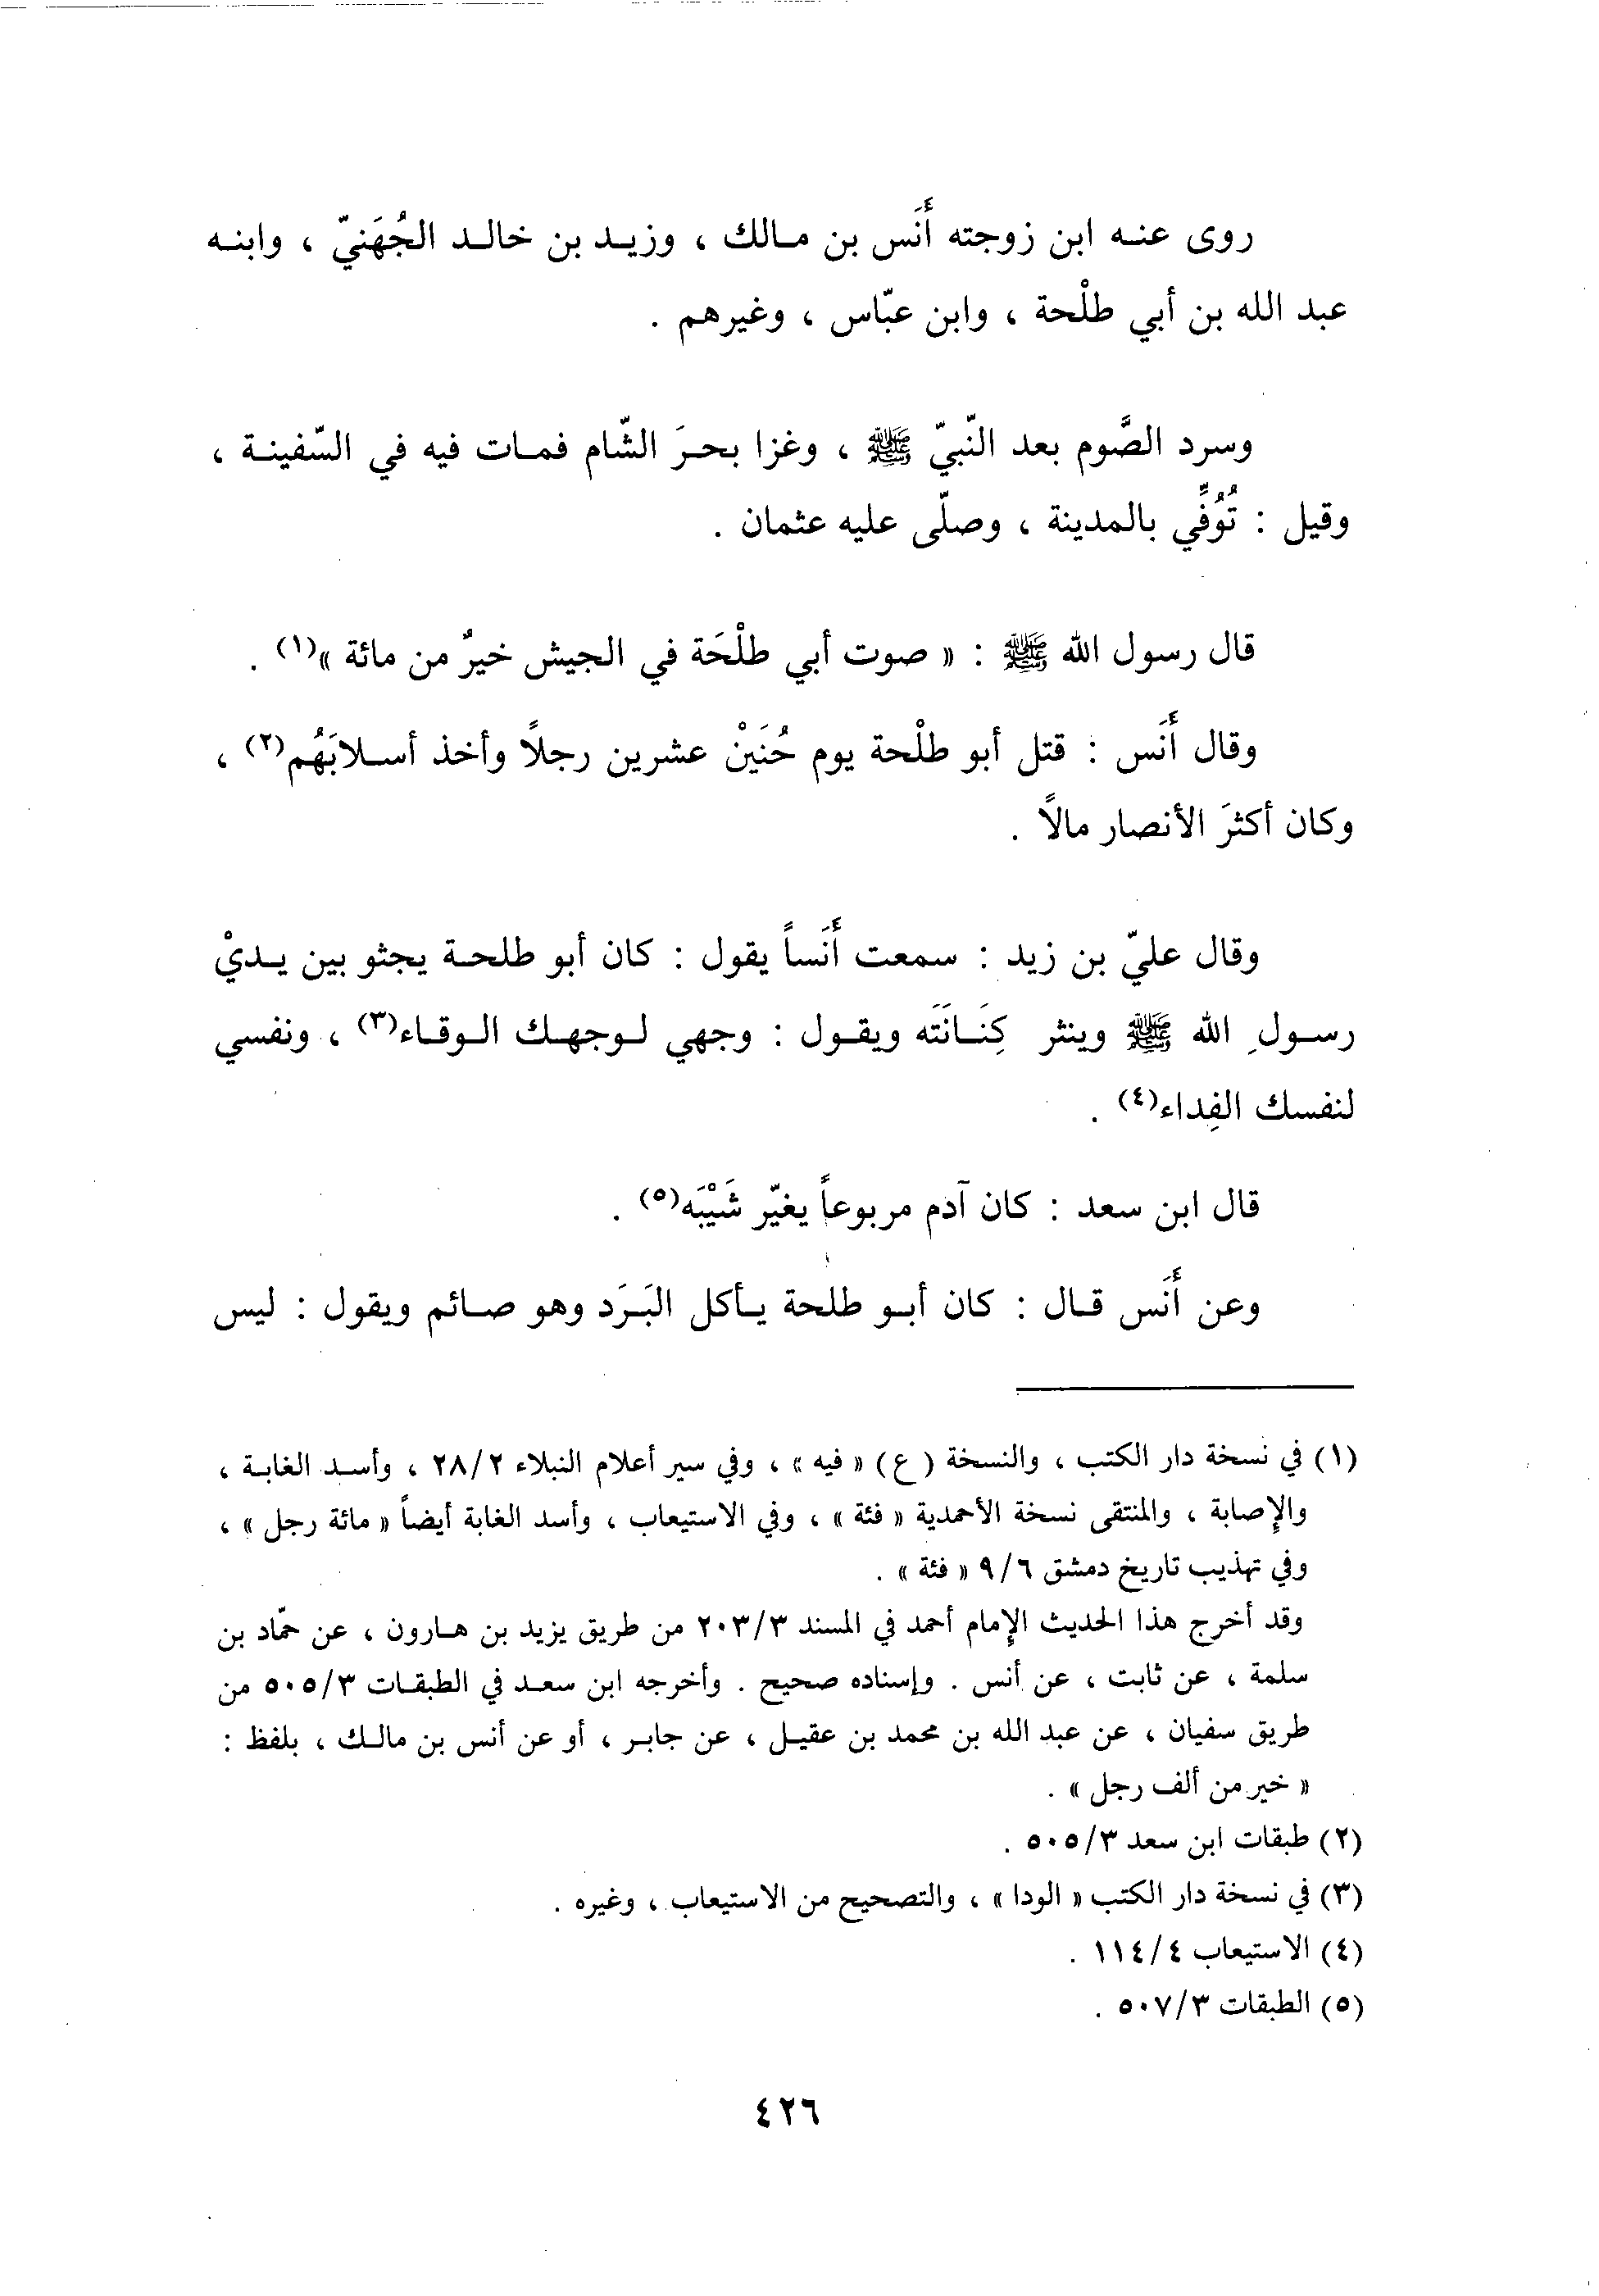 روى عنه ابن زوجته أَنَس بن مالك ، وزيد بن خالد الجُهَنيّ ، وابنه
عبد الله بن أبي طلْحة ، وابن عبّاس ، وغيرهم .
وسرد الصَّوم بعد النّبيّ ﷺ ، وغزا بحرَ الشّام فمات فيه في السّفينة ،
وقيل : تُوُفِّي بالمدينة ، وصلّى عليه عثمان .
قال رسول الله ﷺ : « صوت أبي طلْحَة في الجيش خيرٌ من مائة »(١) .
وقال أَنَس : قتل أبو طلْحة يوم حُنَيْن عشرين رجلاً وأخذ أسلابَهُم(٢) ،
وكان أكثرَ الأنصار مالاً .
وقال عليّ بن زيد : سمعت أَنَساً يقول : كان أبو طلحة يجثو بين يديْ
رسولِ الله ﷺ وينثر كِنَانَتَه ويقول : وجهي لوجهك الوقاء(٣) ، ونفسي
لنفسك الفِداء(٤) .
قال ابن سعد : كان آدم مربوعاً يغيّر شَيْبَه(٥) .
وعن أَنَس قال : كان أبو طلحة يأكل البَرَد وهو صائم ويقول : ليس
(١) في نسخة دار الكتب ، والنسخة (ع) « فيه » ، وفي سير أعلام النبلاء ٢٨/٢ ، وأسد الغابة ،
والإصابة ، والمنتقى نسخة الأحمدية « فئة » ، وفي الاستيعاب ، وأسد الغابة أيضاً « مائة رجل » ،
وفي تهذيب تاريخ دمشق ٩/٦ « فئة » .
وقد أخرج هذا الحديث الإمام أحمد في المسند ٢٠٣/٣ من طريق يزيد بن هارون ، عن حمّاد بن
سلمة ، عن ثابت ، عن أنس . وإسناده صحيح . وأخرجه ابن سعد في الطبقات ٥٠٥/٣ من
طريق سفيان ، عن عبد الله بن محمد بن عقيل ، عن جابر ، أو عن أنس بن مالك ، بلفظ :
« خير من ألف رجل » .
(٢) طبقات ابن سعد ٥٠٥/٣ .
(٣) في نسخة دار الكتب « الودا » ، والتصحيح من الاستيعاب ، وغيره .
(٤) الاستيعاب ١١٤/٤ .
(٥) الطبقات ٥٠٧/٣ .
٤٢٦